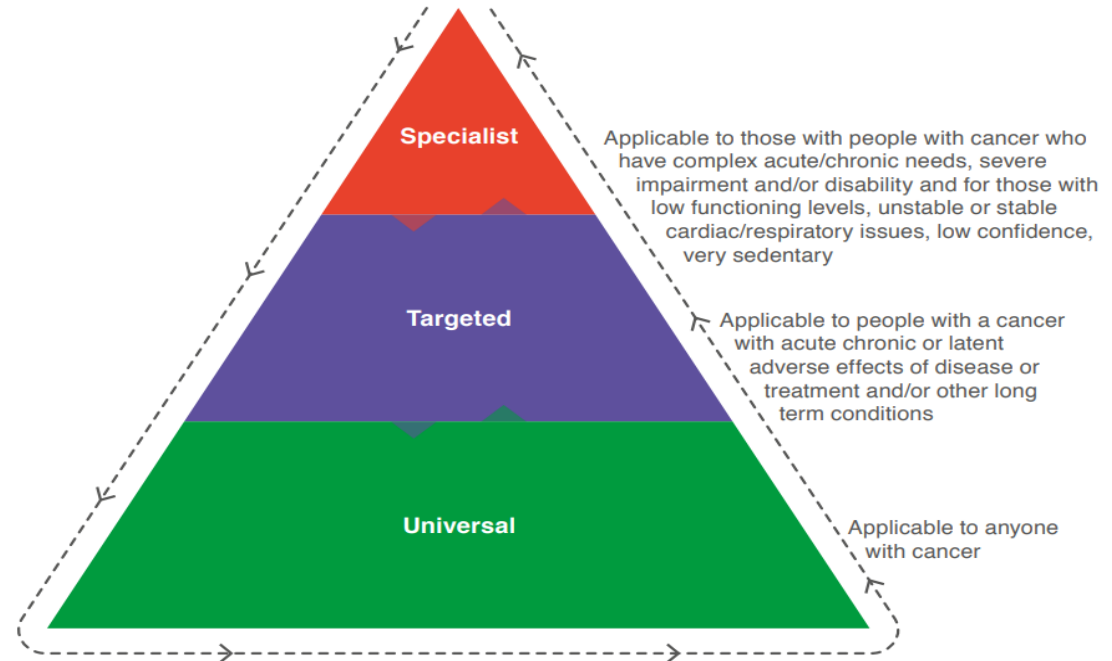 Specialist
Applicable to those with people with cancer who
have complex acute/chronic needs, severe
impairment and/or disability and for those with
low functioning levels, unstable or stable
cardiac/respiratory issues, low confidence,
very sedentary
Targeted
Applicable to people with a cancer
with acute chronic or latent
adverse effects of disease or
treatment and/or other long
term conditions
Universal
Applicable to anyone
with cancer